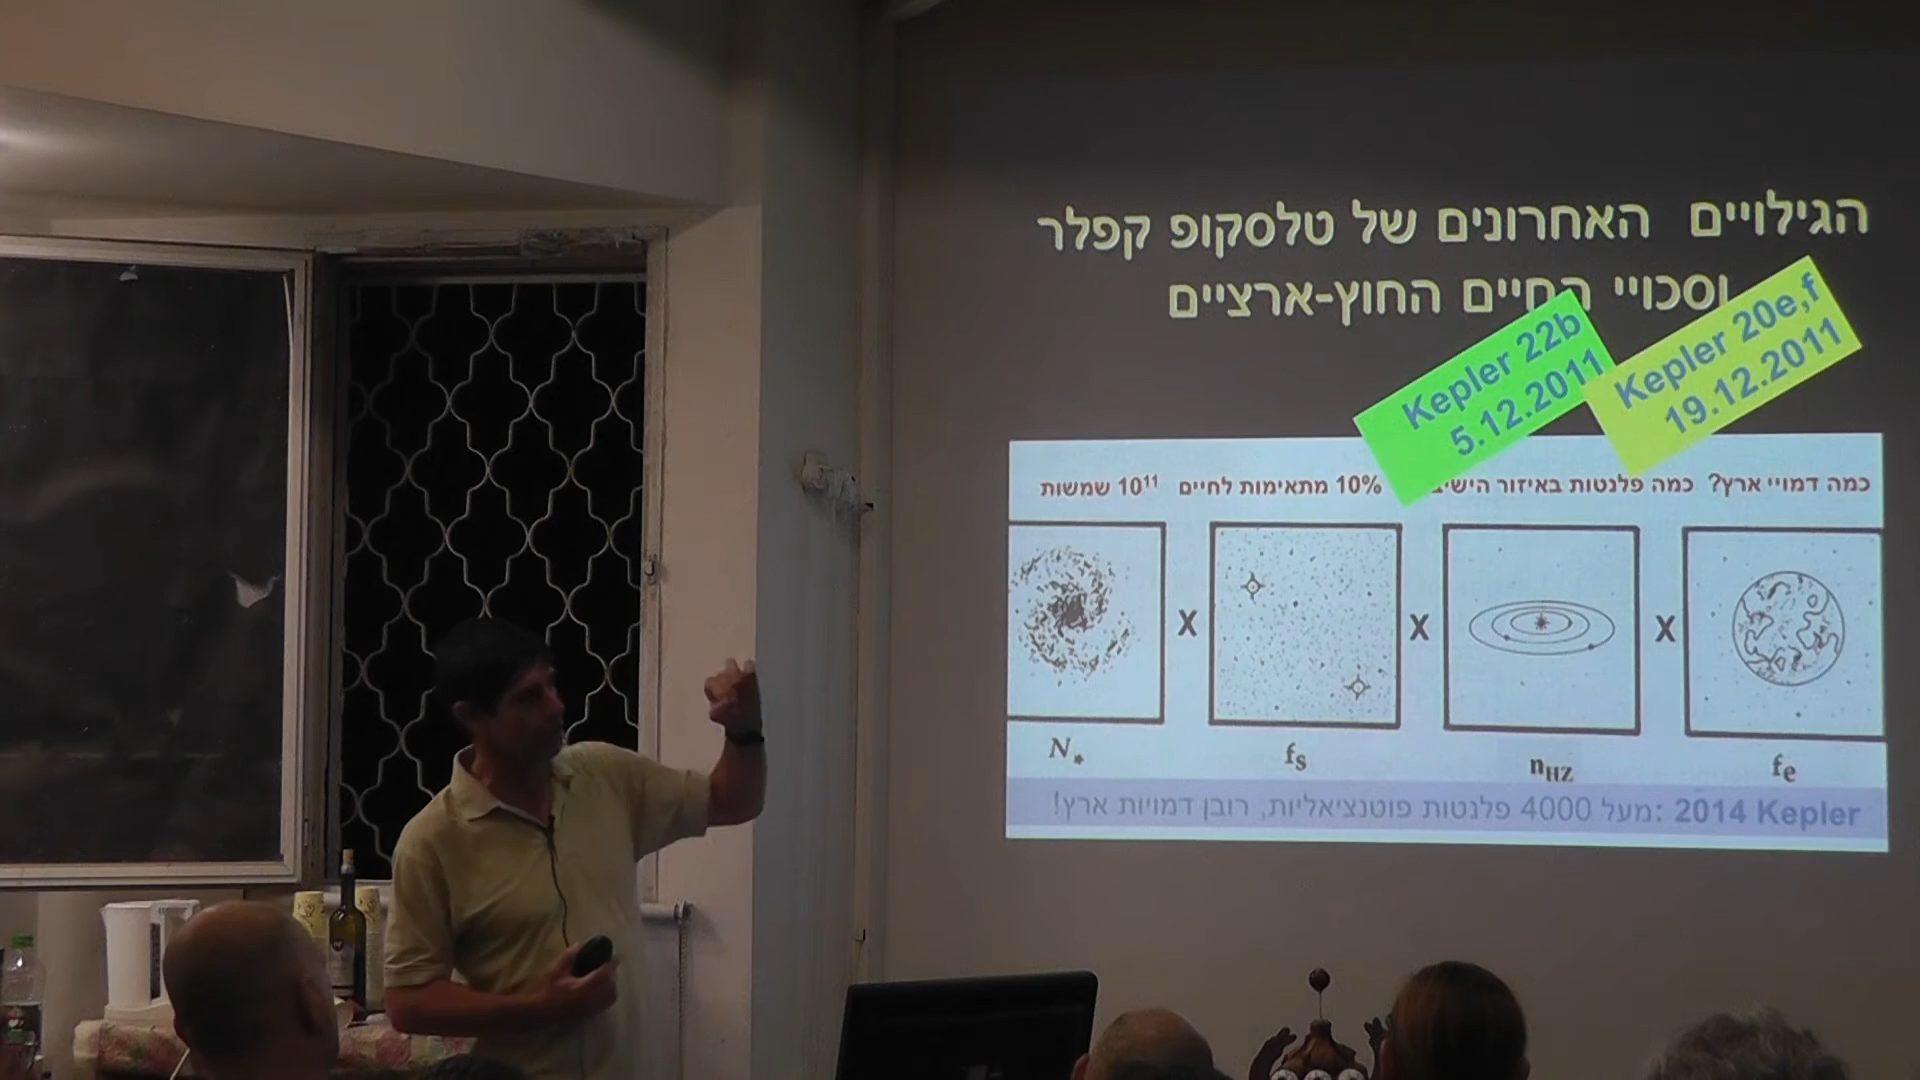 הגילויים האחרונים של טלסקופ קפלר
וסכויי החיים החוץ-ארציים
Kepler 22b
5.12.2011
Kepler 20e,f
19.12.2011
כמה דמויי ארץ?
כמה פלנטות באיזור
10% מתאימות לחיים
10¹¹ שמשות
N* X fs X nHZ X fe
2014 Kepler: מעל 4000 פלנטות פוטנציאליות, רובן דמויות ארץ!